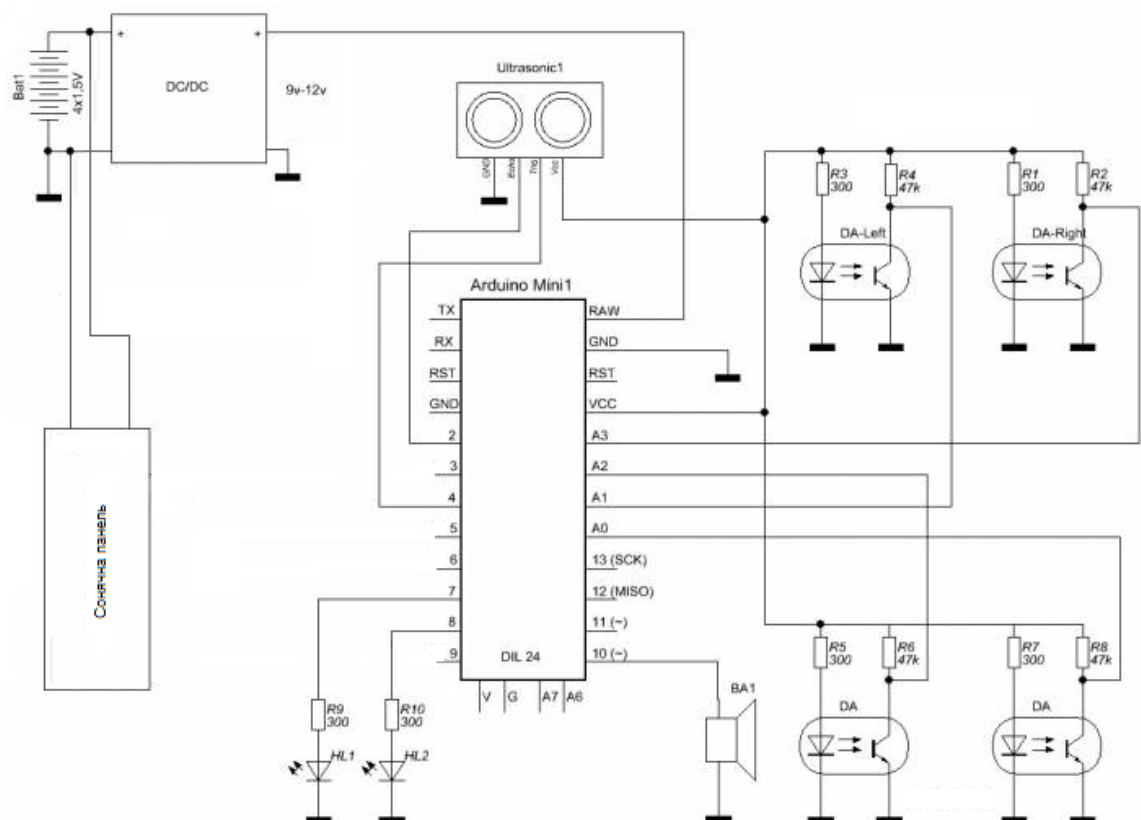 Bat1
4x1,5V
+
+
DC/DC
9v-12v
Ultrasonic1
GND
Echo
Trig
Vcc
R3
300
R4
47k
R1
300
R2
47k
DA-Left
DA-Right
Arduino Mini1
TX
RAW
RX
GND
RST
RST
GND
VCC
2
A3
3
A2
4
A1
5
A0
6
13 (SCK)
7
12 (MISO)
8
11 (~)
9
DIL 24
10 (~)
V
G
A7
A6
Сонячна панель
R9
300
R10
300
HL1
HL2
BA1
R5
300
R6
47k
R7
300
R8
47k
DA
DA